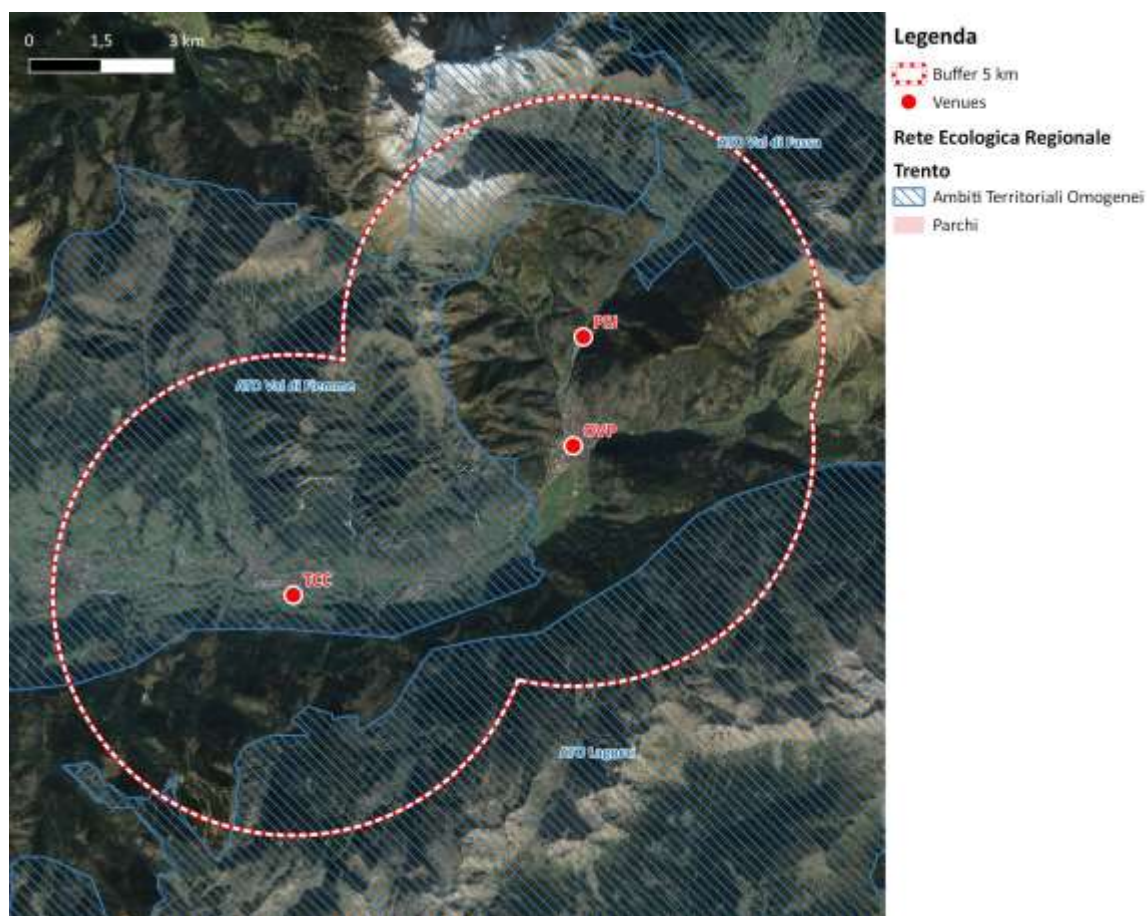 0 1,5 3 km
ATO Val di Fassa
PSJ
ATO Val di Fiemme
OVP
TCC
ATO Lagorai
Legenda
Buffer 5 km
Venues
Rete Ecologica Regionale
Trento
Ambiti Territoriali Omogenei
Parchi